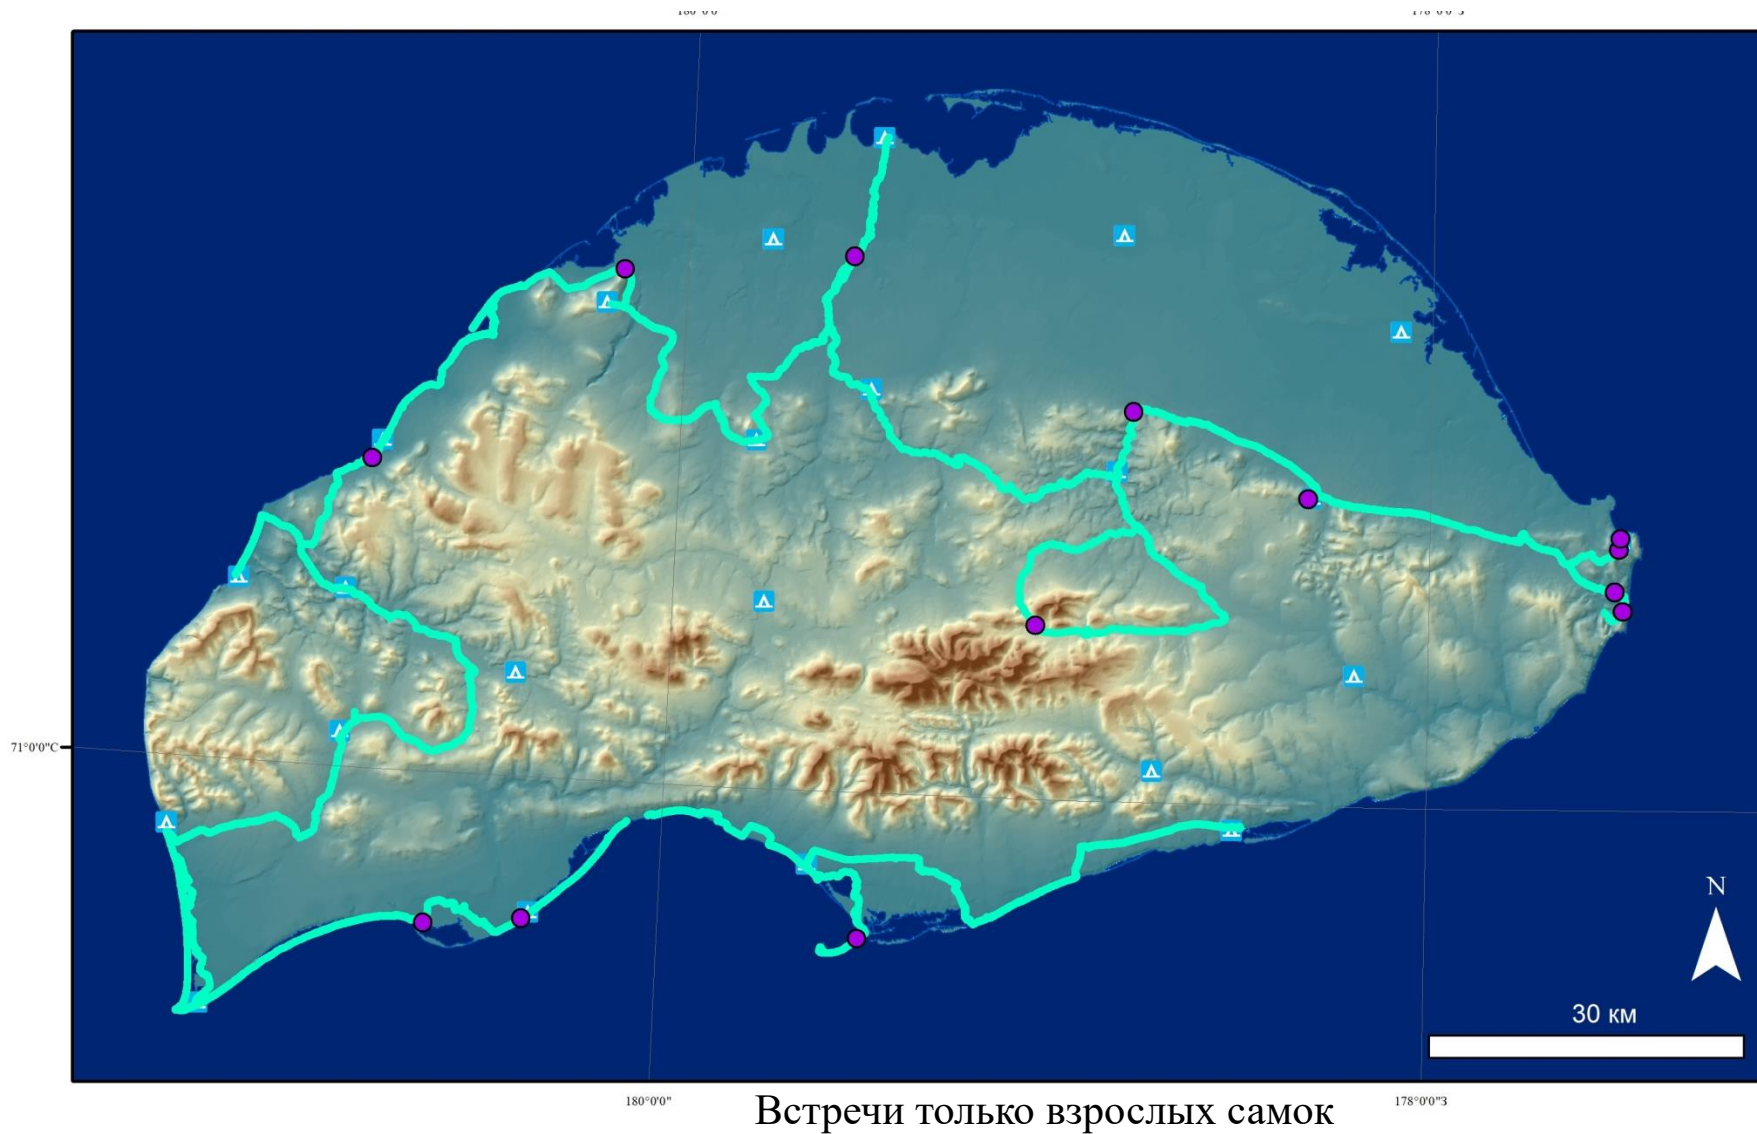 71°0'0"С
N
30 км
180°0'0"
178°0'0"З
Встречи только взрослых самок